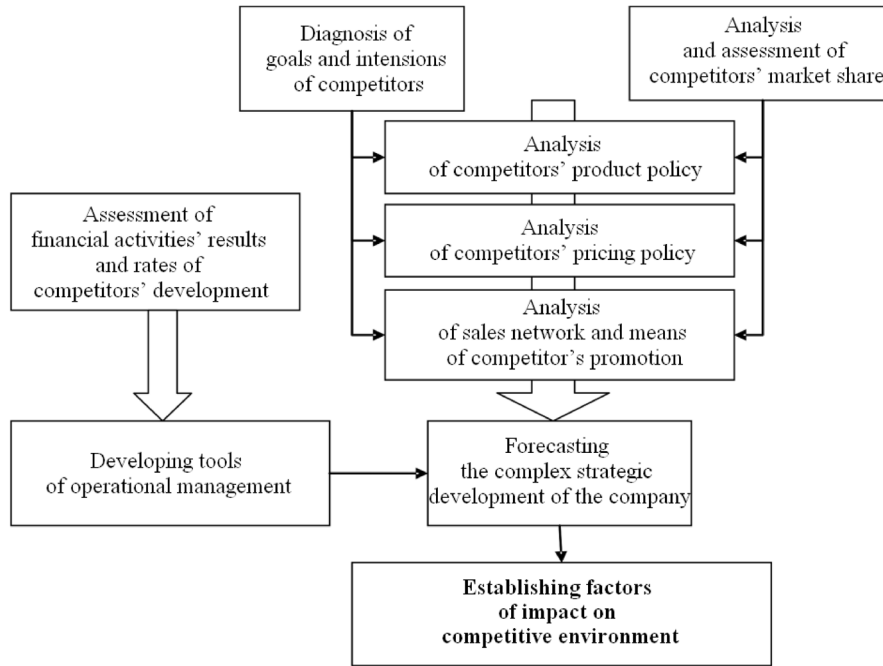 Diagnosis of
goals and intensions
of competitors
Analysis
and assessment of
competitors’ market share
Analysis
of competitors’ product policy
Assessment of
financial activities’ results
and rates of
competitors’ development
Analysis
of competitors’ pricing policy
Analysis
of sales network and means
of competitor’s promotion
Developing tools
of operational management
Forecasting
the complex strategic
development of the company
Establishing factors
of impact on
competitive environment